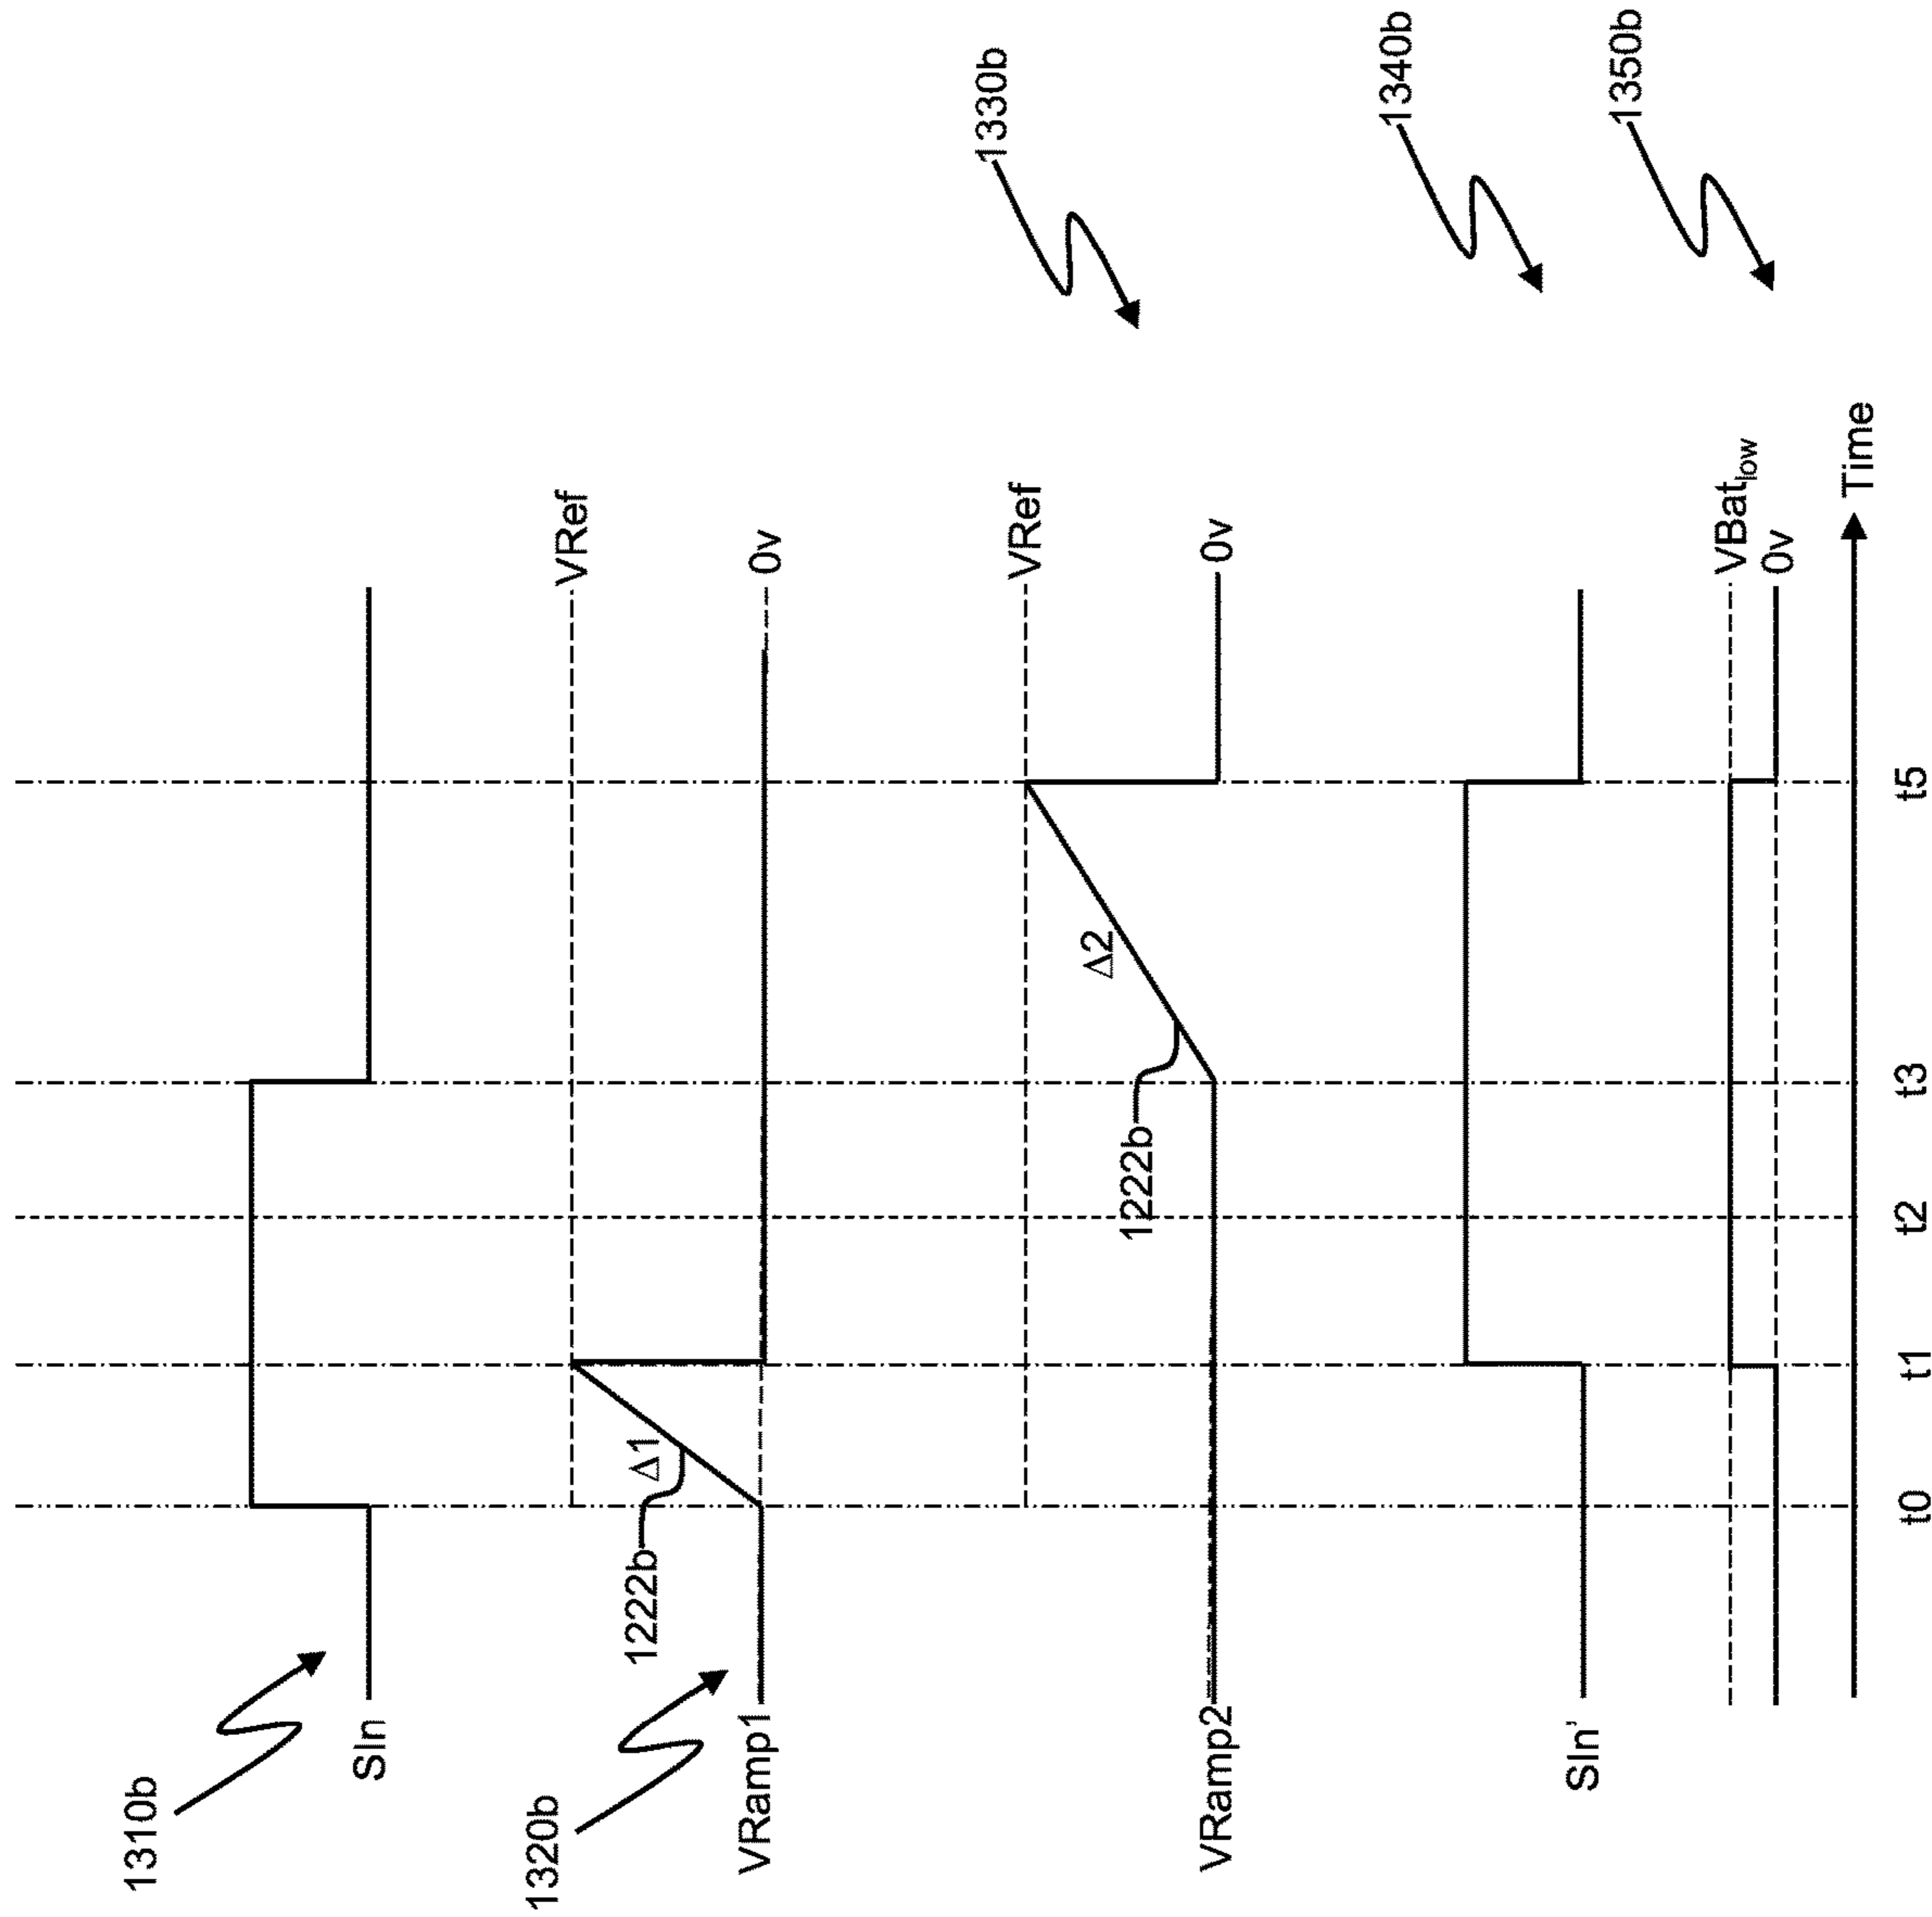 1310b
SIn
1320b
VRef
Δ1
1222b
VRamp1
0v
1330b
VRef
Δ2
1222b
VRamp2
0v
1340b
SIn'
1350b
VBatlow
0v
Time
t0 t1 t2 t3 t5